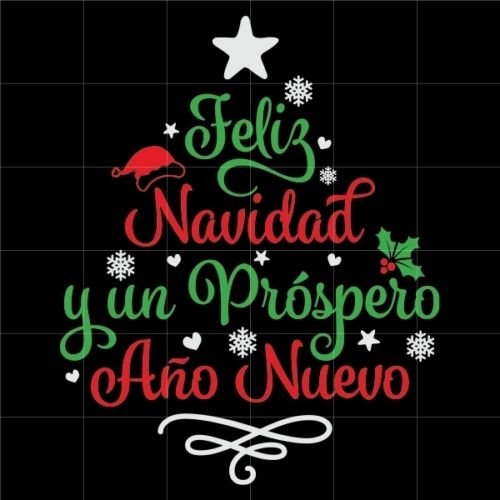 Feliz
Navidad
y un Próspero
Año Nuevo